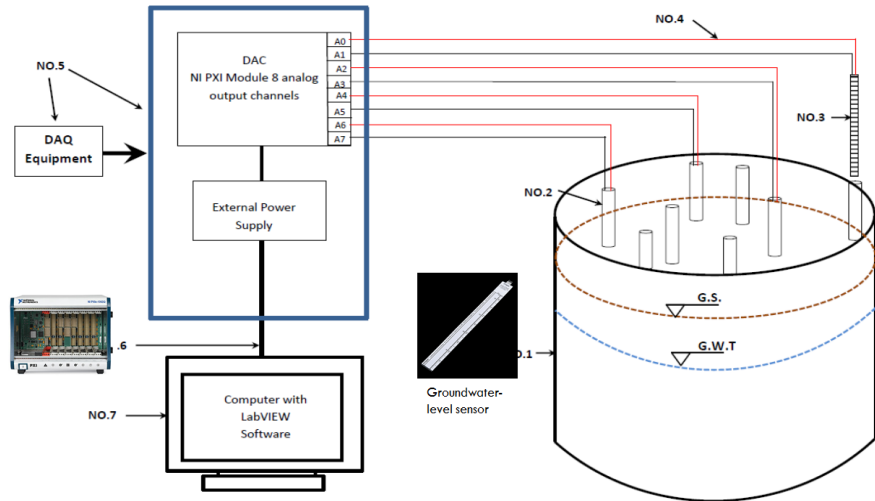 NO.4
DAC
NI PXI Module 8 analog
output channels
A0
A1
A2
A3
A4
A5
A6
A7
NO.5
NO.3
DAQ
Equipment
NO.2
External Power
Supply
G.S.
G.W.T
.6
PXI
O.1
Groundwater-
level sensor
NO.7
Computer with
LabVIEW
Software